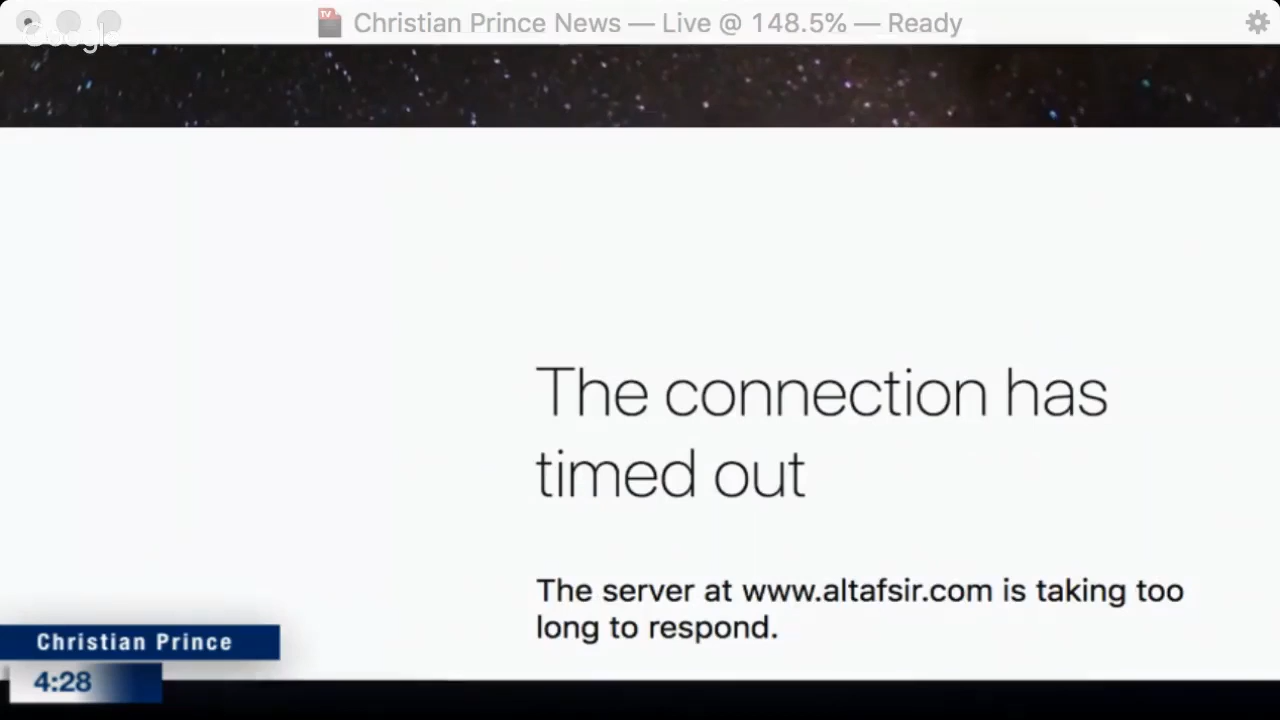 Christian Prince News — Live @ 148.5% — Ready
Google
The connection has
timed out
The server at www.altafsir.com is taking too
long to respond.
Christian Prince
4:28